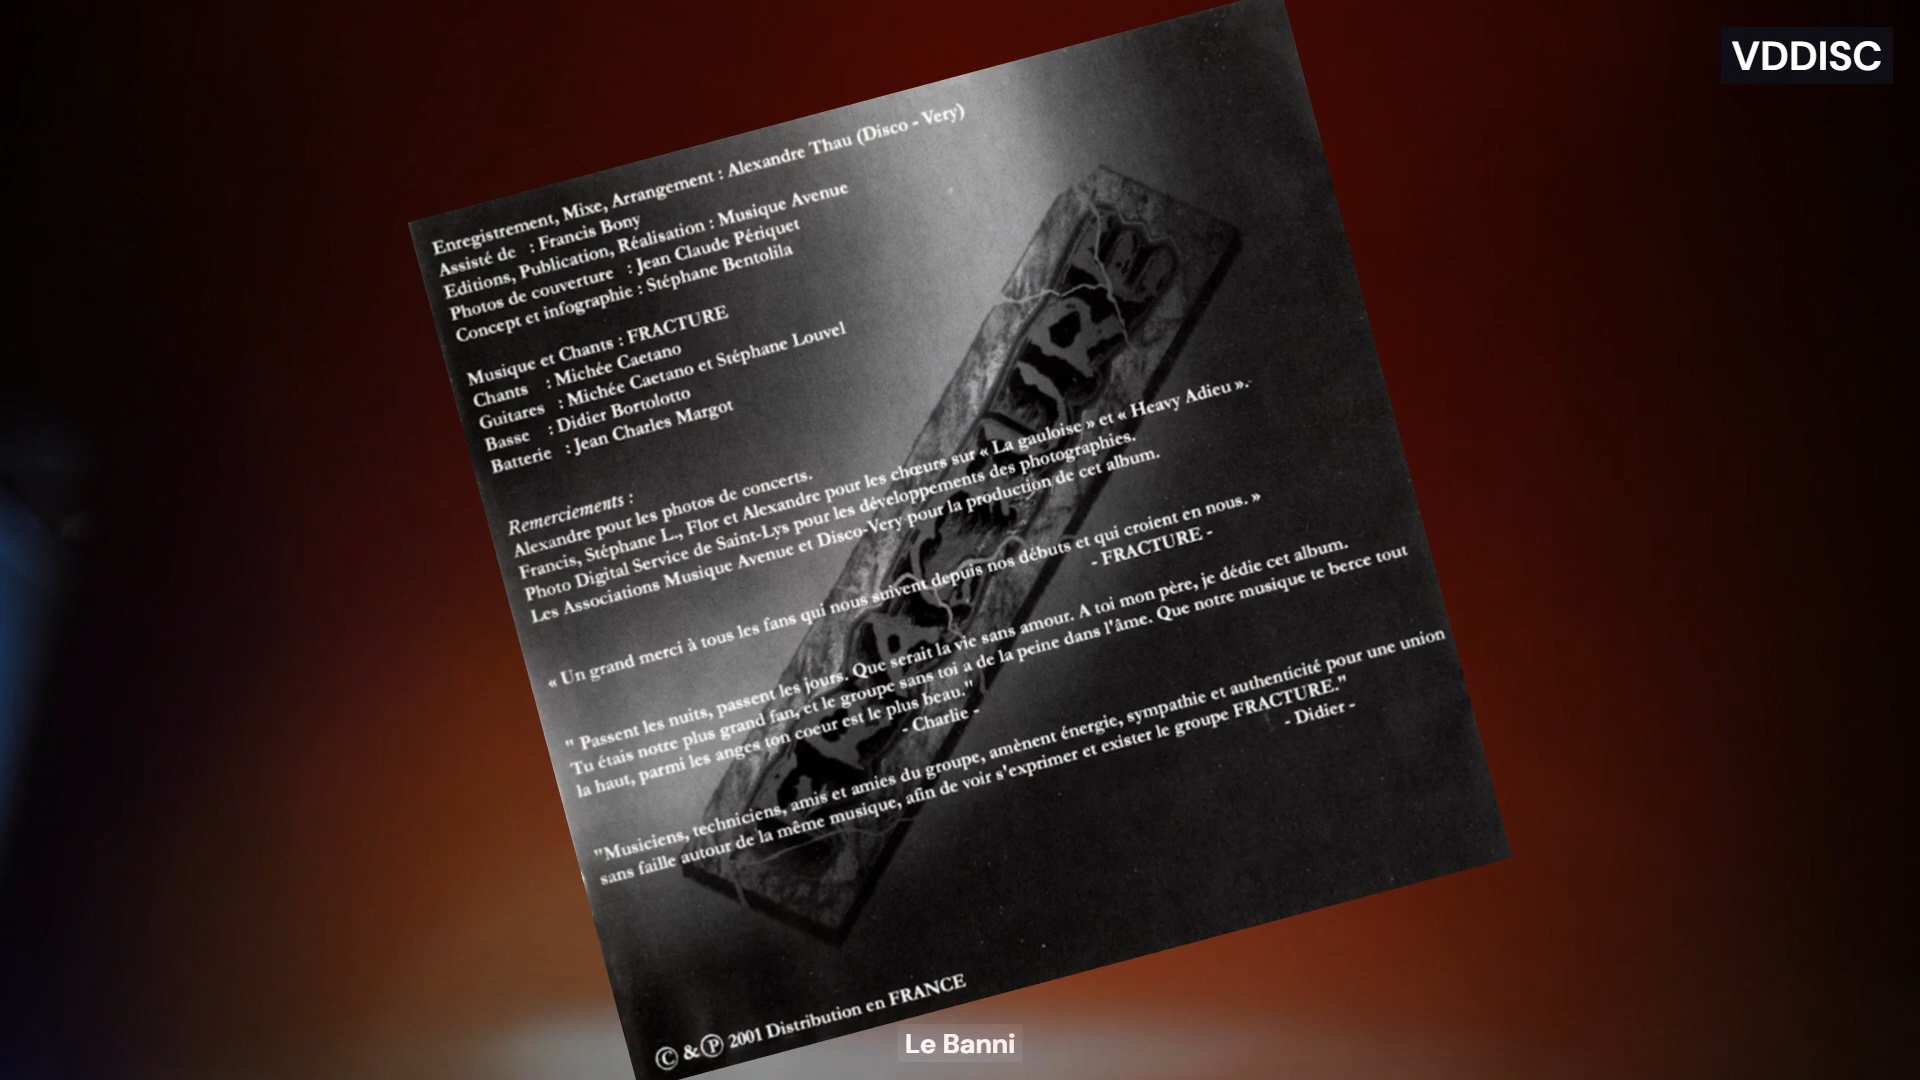 VDDISC
Enregistrement, Mixe, Arrangement : Alexandre Thau (Disco - Very)
Assisté de : Francis Bony
Editions, Publication, Réalisation : Musique Avenue
Photos de couverture : Jean Claude Périquet
Concept et infographie : Stéphane Bentolila
Musique et Chants : FRACTURE
Chants : Michée Caetano
Guitares : Michée Caetano et Stéphane Louvel
Basse : Didier Bortolotto
Batterie : Jean Charles Margot
Remerciements :
Alexandre pour les photos de concerts.
Francis, Stéphane L., Flor et Alexandre pour les chœurs sur « La gauloise » et « Heavy Adieu ».
Photo Digital Service de Saint-Lys pour les développements des photographies.
Les Associations Musique Avenue et Disco-Very pour la production de cet album.
« Un grand merci à tous les fans qui nous suivent depuis nos débuts et qui croient en nous. »
- FRACTURE -
" Passent les nuits, passent les jours. Que serait la vie sans amour. A toi mon père, je dédie cet album.
Tu étais notre plus grand fan, et le groupe sans toi a de la peine dans l'âme. Que notre musique te berce tout
la haut, parmi les anges ton coeur est le plus beau."
- Charlie -
"Musiciens, techniciens, amis et amies du groupe, amènent énergie, sympathie et authenticité pour une union
sans faille autour de la même musique, afin de voir s'exprimer et exister le groupe FRACTURE."
- Didier -
FRACTURE
© & ℗ 2001 Distribution en FRANCE
Le Banni